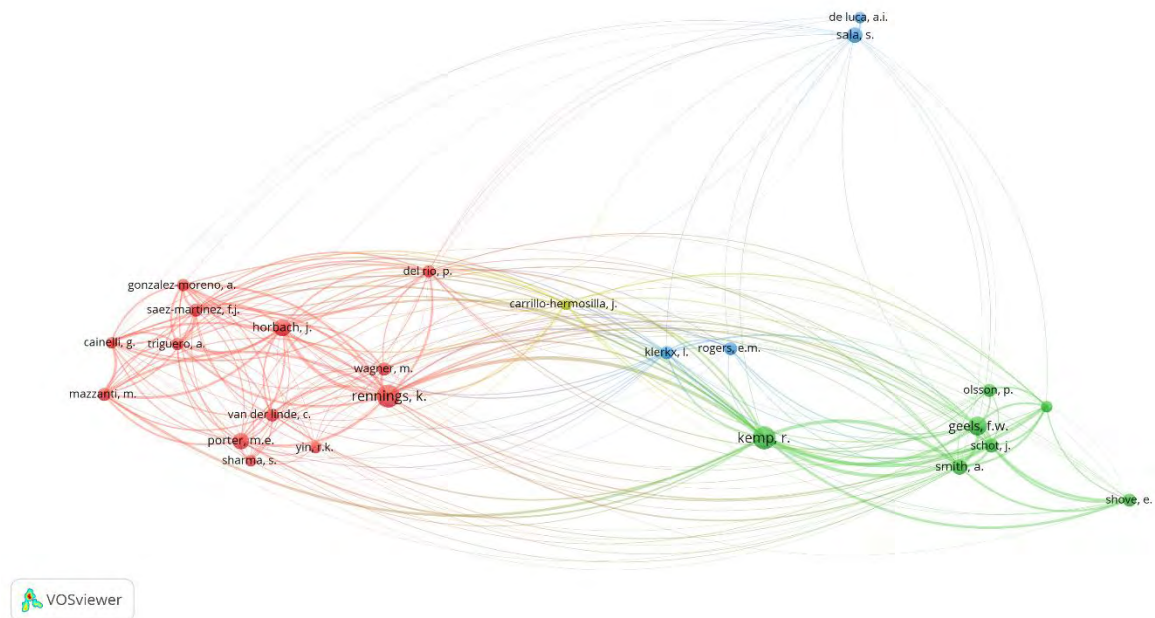 de luca, a.i.
sala, s.
del rio, p.
gonzalez-moreno, a.
carrillo-hermosilla, j.
saez-martinez, f.j.
horbach, j.
cainelli, g.
triguero, a.
rogers, e.m.
klerkx, l.
wagner, m.
olsson, p.
mazzanti, m.
rennings, k.
van der linde, c.
geels, f.w.
kemp, r.
porter, m.e.
schot, j.
yin, r.k.
sharma, s.
smith, a.
shove, e.
VOSviewer